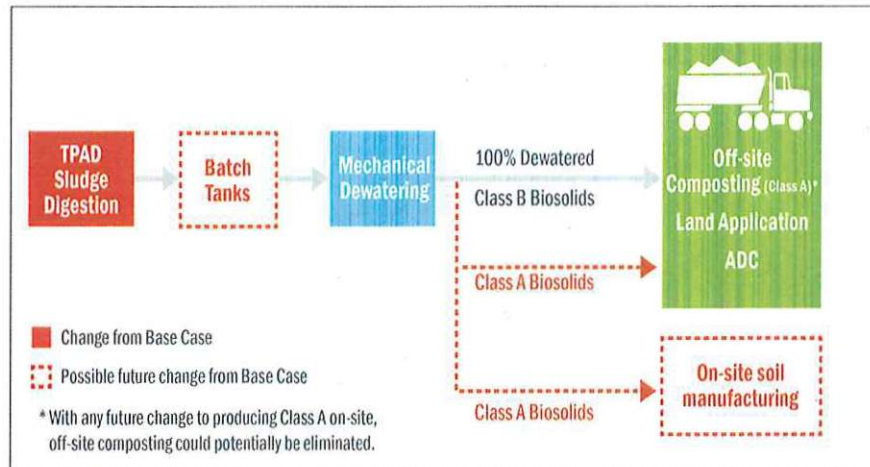 TPAD
Sludge
Digestion
Batch
Tanks
Mechanical
Dewatering
100% Dewatered
Class B Biosolids
Class A Biosolids
Class A Biosolids
Off-site
Composting (Class A)*
Land Application
ADC
On-site soil
manufacturing
Change from Base Case
Possible future change from Base Case
* With any future change to producing Class A on-site,
off-site composting could potentially be eliminated.